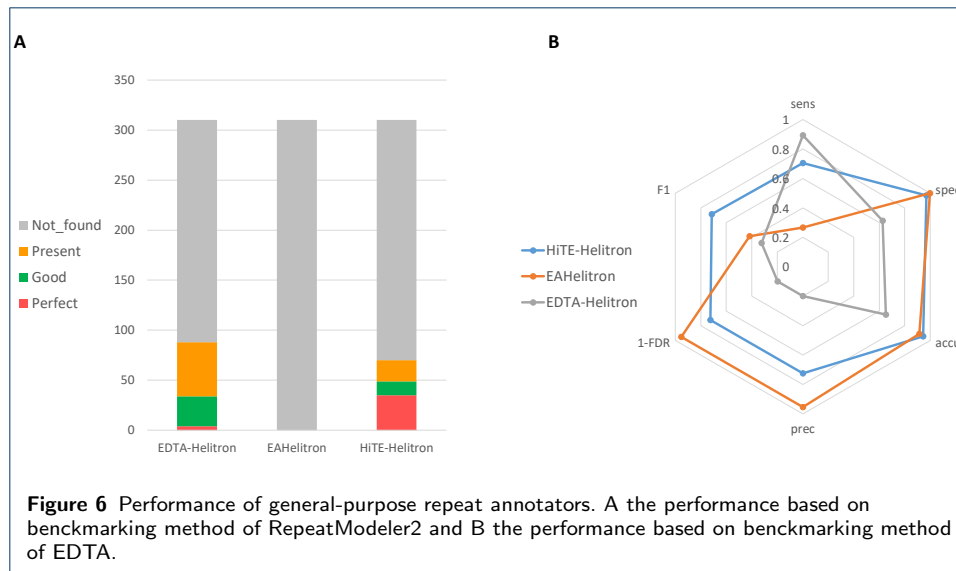 A
350
300
250
200
150
100
50
0
Not_found
Present
Good
Perfect
EDTA-Helitron
EAHelitron
HiTE-Helitron
B
sens
1
0.8
0.6
0.4
0.2
0
F1
spec
1-FDR
accu
prec
HiTE-Helitron
EAHelitron
EDTA-Helitron
Figure 6 Performance of general-purpose repeat annotators. A the performance based on
benckmarking method of RepeatModeler2 and B the performance based on benckmarking method
of EDTA.